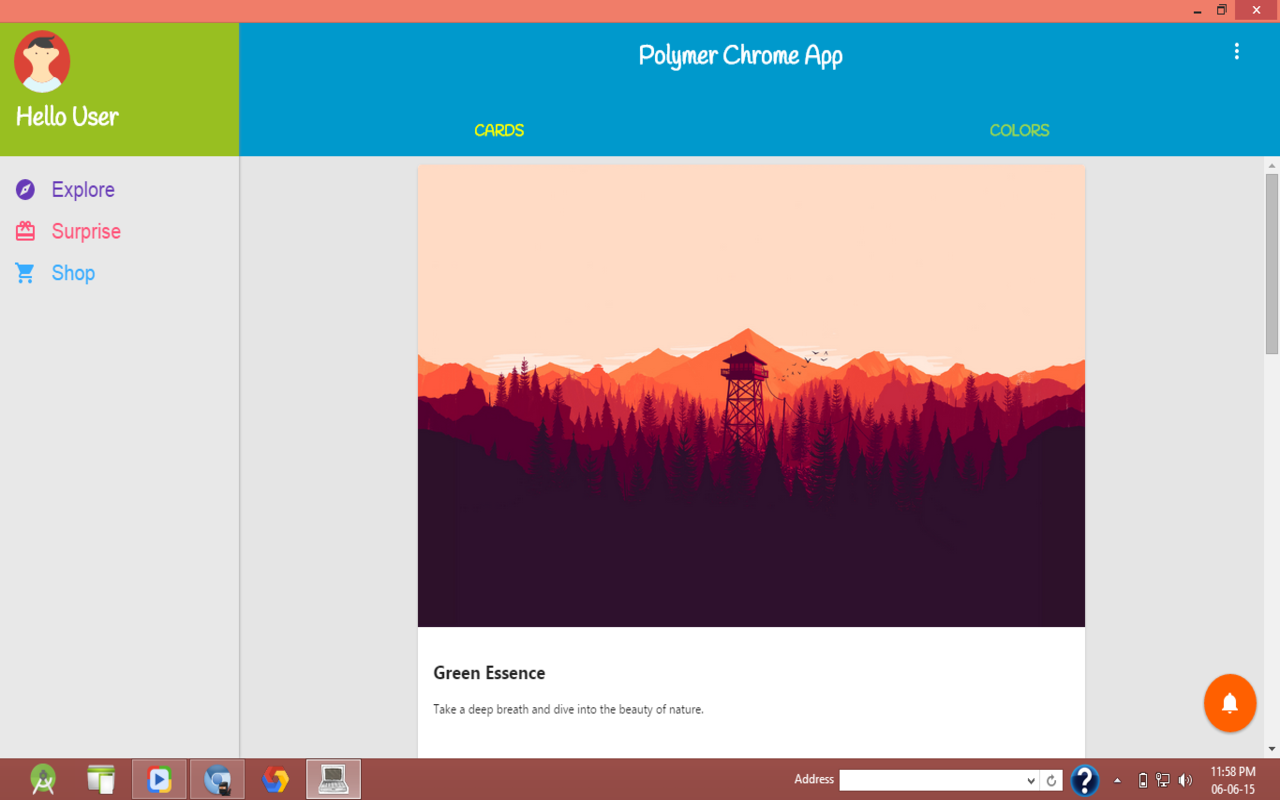 Polymer Chrome App
Hello User
CARDS
COLORS
Explore
Surprise
Shop
Green Essence
Take a deep breath and dive into the beauty of nature.
Address
11:58 PM
06-06-15